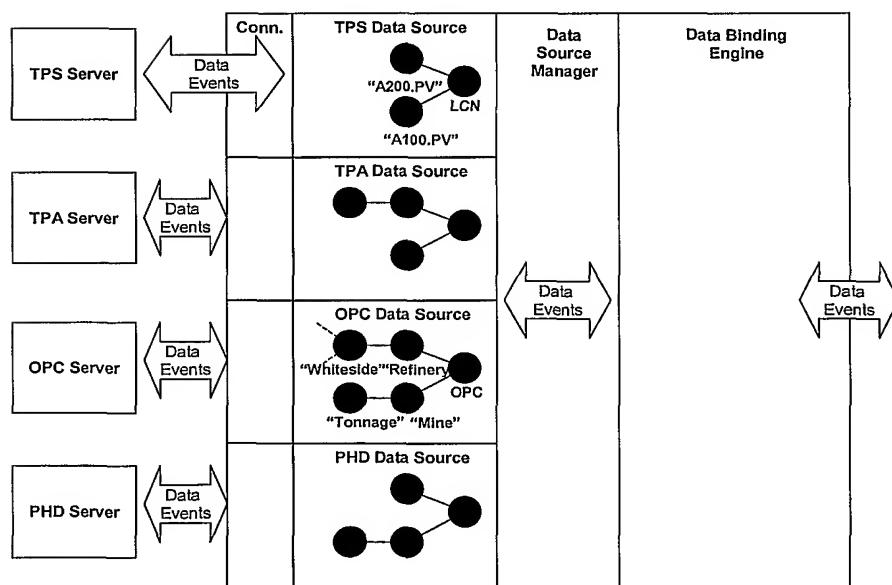 Conn.
TPS Data Source
Data
Source
Manager
Data Binding
Engine
TPS Server
Data
Events
"A200.PV"
LCN
"A100.PV"
TPA Data Source
TPA Server
Data
Events
Data
Events
Data
Events
OPC Data Source
OPC Server
Data
Events
"Whiteside"
"Refinery
OPC
"Tonnage"
"Mine"
PHD Data Source
PHD Server
Data
Events